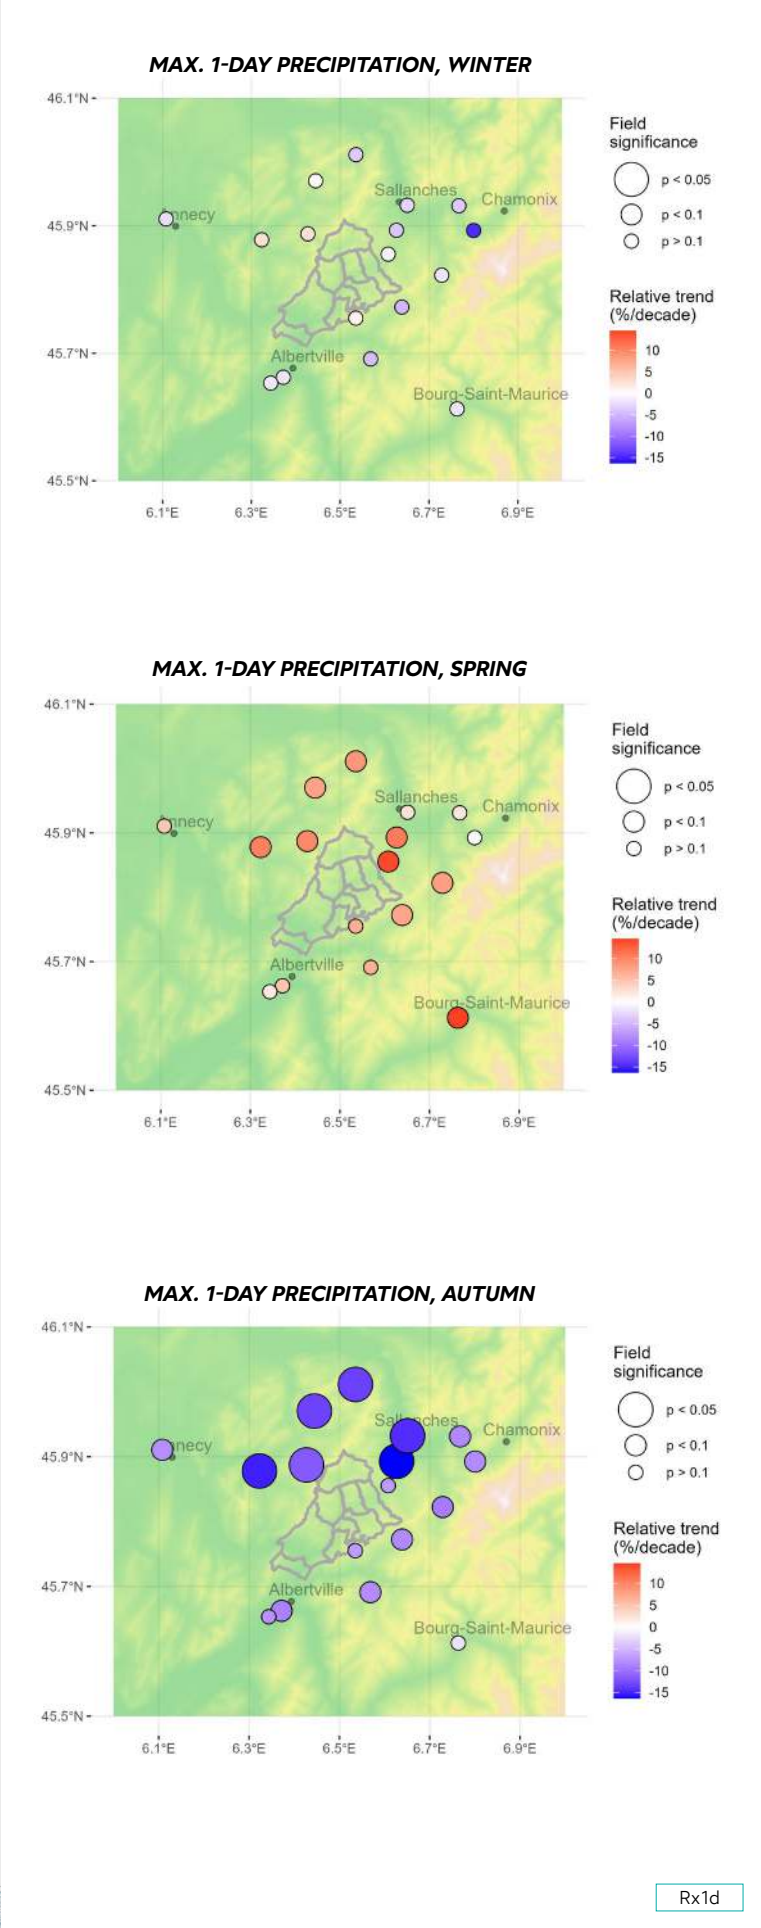 MAX. 1-DAY PRECIPITATION, WINTER
46.1°N
45.9°N
45.7°N
45.5°N
Sallanches
Chamonix
nnecy
Albertville
Bourg-Saint-Maurice
6.1°E 6.3°E 6.5°E 6.7°E 6.9°E
Field
significance
p < 0.05
p < 0.1
p > 0.1
Relative trend
(%/decade)
10
5
0
-5
-10
-15
MAX. 1-DAY PRECIPITATION, SPRING
46.1°N
45.9°N
45.7°N
45.5°N
Sallanches
Chamonix
nnecy
Albertville
Bourg-Saint-Maurice
6.1°E 6.3°E 6.5°E 6.7°E 6.9°E
Field
significance
p < 0.05
p < 0.1
p > 0.1
Relative trend
(%/decade)
10
5
0
-5
-10
-15
MAX. 1-DAY PRECIPITATION, AUTUMN
46.1°N
45.9°N
45.7°N
45.5°N
Sallanches
Chamonix
necy
Albertville
Bourg-Saint-Maurice
6.1°E 6.3°E 6.5°E 6.7°E 6.9°E
Field
significance
p < 0.05
p < 0.1
p > 0.1
Relative trend
(%/decade)
10
5
0
-5
-10
-15
Rx1d